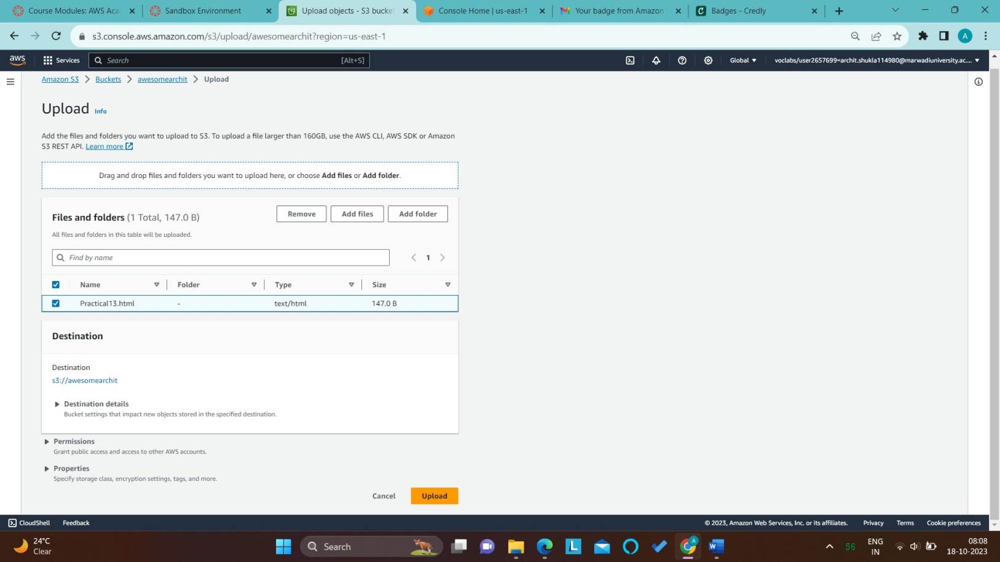 Course Modules: AWS Aca
Sandbox Environment
Upload objects - S3 bucket
Console Home | us-east-1
Your badge from Amazon
Badges - Credly
s3.console.aws.amazon.com/s3/upload/awesomearchit?region=us-east-1
A
aws
Services
Search
[Alt+S]
Global
voclabs/user2657699=archit.shukla114980@marwadiuniversity.ac....
Amazon S3 > Buckets > awesomearchit > Upload
Upload Info
Add the files and folders you want to upload to S3. To upload a file larger than 160GB, use the AWS CLI, AWS SDK or Amazon
S3 REST API. Learn more
Drag and drop files and folders you want to upload here, or choose Add files or Add folder.
Files and folders (1 Total, 147.0 B)
Remove
Add files
Add folder
All files and folders in this table will be uploaded.
Find by name
< 1 >
Name
Folder
Type
Size
Practical13.html
-
text/html
147.0 B
Destination
Destination
s3://awesomearchit
Destination details
Bucket settings that impact new objects stored in the specified destination.
Permissions
Grant public access and access to other AWS accounts.
Properties
Specify storage class, encryption settings, tags, and more.
Cancel
Upload
CloudShell
Feedback
© 2023, Amazon Web Services, Inc. or its affiliates.
Privacy
Terms
Cookie preferences
24°C
Clear
Search
L
A
W
56
ENG
IN
08:08
18-10-2023